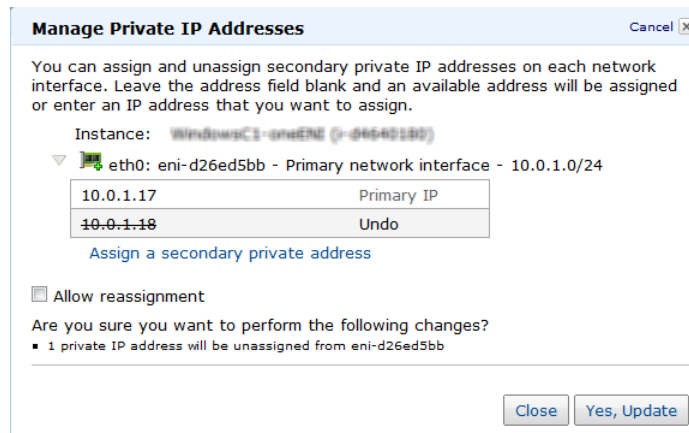 Manage Private IP Addresses
Cancel
You can assign and unassign secondary private IP addresses on each network
interface. Leave the address field blank and an available address will be assigned
or enter an IP address that you want to assign.
Instance:
eth0: eni-d26ed5bb - Primary network interface - 10.0.1.0/24
10.0.1.17 Primary IP
10.0.1.18 Undo
Assign a secondary private address
Allow reassignment
Are you sure you want to perform the following changes?
▪ 1 private IP address will be unassigned from eni-d26ed5bb
Close Yes, Update